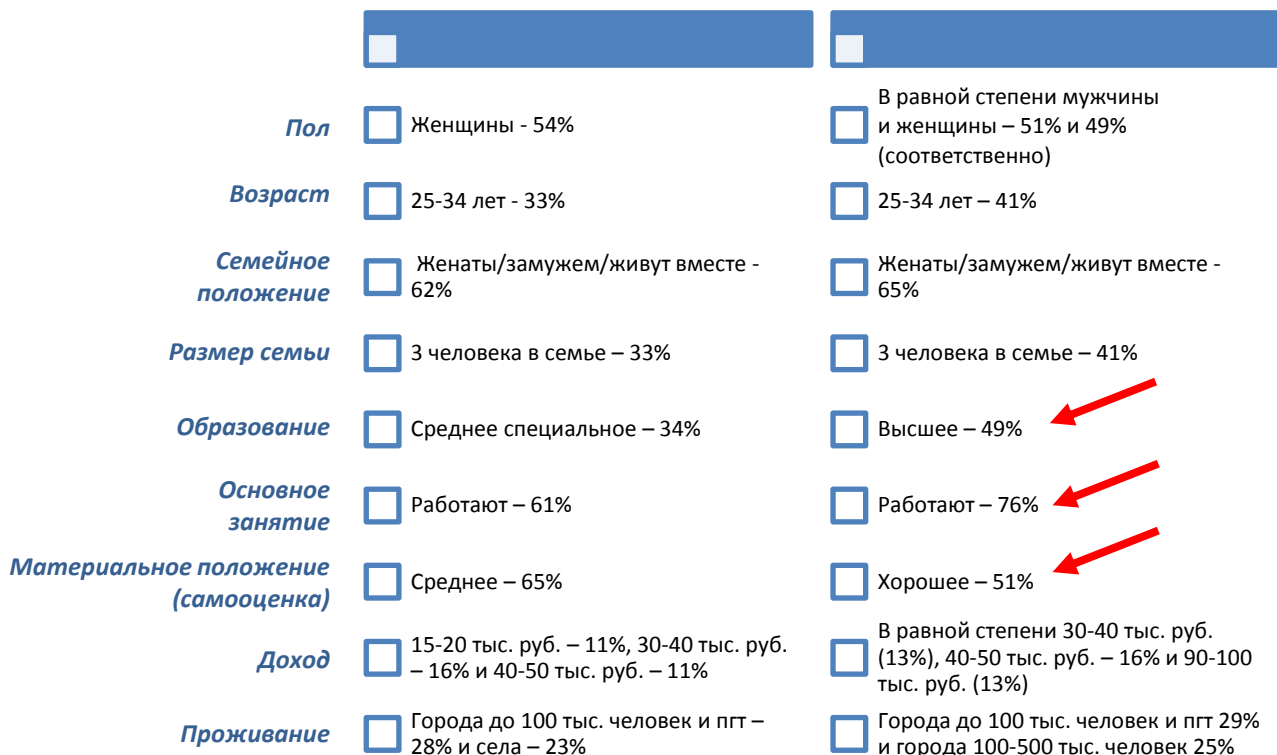 Пол
Женщины - 54%
В равной степени мужчины
и женщины – 51% и 49%
(соответственно)
Возраст
25-34 лет - 33%
25-34 лет – 41%
Семейное
положение
Женаты/замужем/живут вместе -
62%
Женаты/замужем/живут вместе -
65%
Размер семьи
3 человека в семье – 33%
3 человека в семье – 41%
Образование
Среднее специальное – 34%
Высшее – 49%
Основное
занятие
Работают – 61%
Работают – 76%
Материальное положение
(самооценка)
Среднее – 65%
Хорошее – 51%
Доход
15-20 тыс. руб. – 11%, 30-40 тыс. руб.
– 16% и 40-50 тыс. руб. – 11%
В равной степени 30-40 тыс. руб.
(13%), 40-50 тыс. руб. – 16% и 90-100
тыс. руб. (13%)
Проживание
Города до 100 тыс. человек и пгт –
28% и села – 23%
Города до 100 тыс. человек и пгт 29%
и города 100-500 тыс. человек 25%